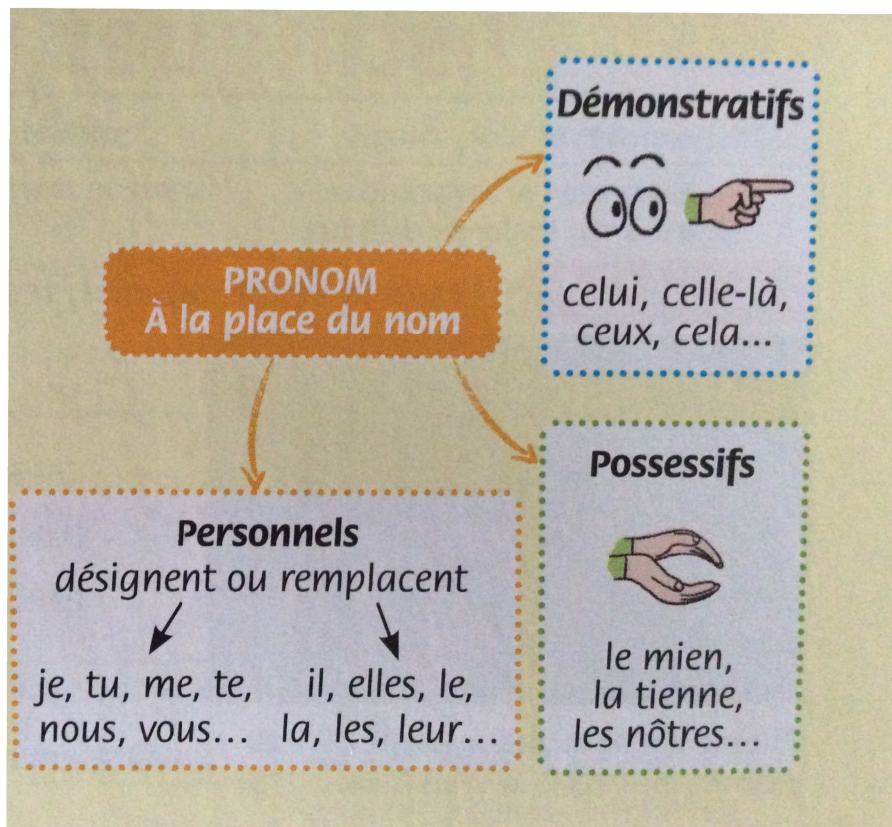 PRONOM
À la place du nom
Démonstratifs
celui, celle-là,
ceux, cela...
Possessifs
le mien,
la tienne,
les nôtres...
Personnels
désignent ou remplacent
je, tu, me, te,
nous, vous...
il, elles, le,
la, les, leur...